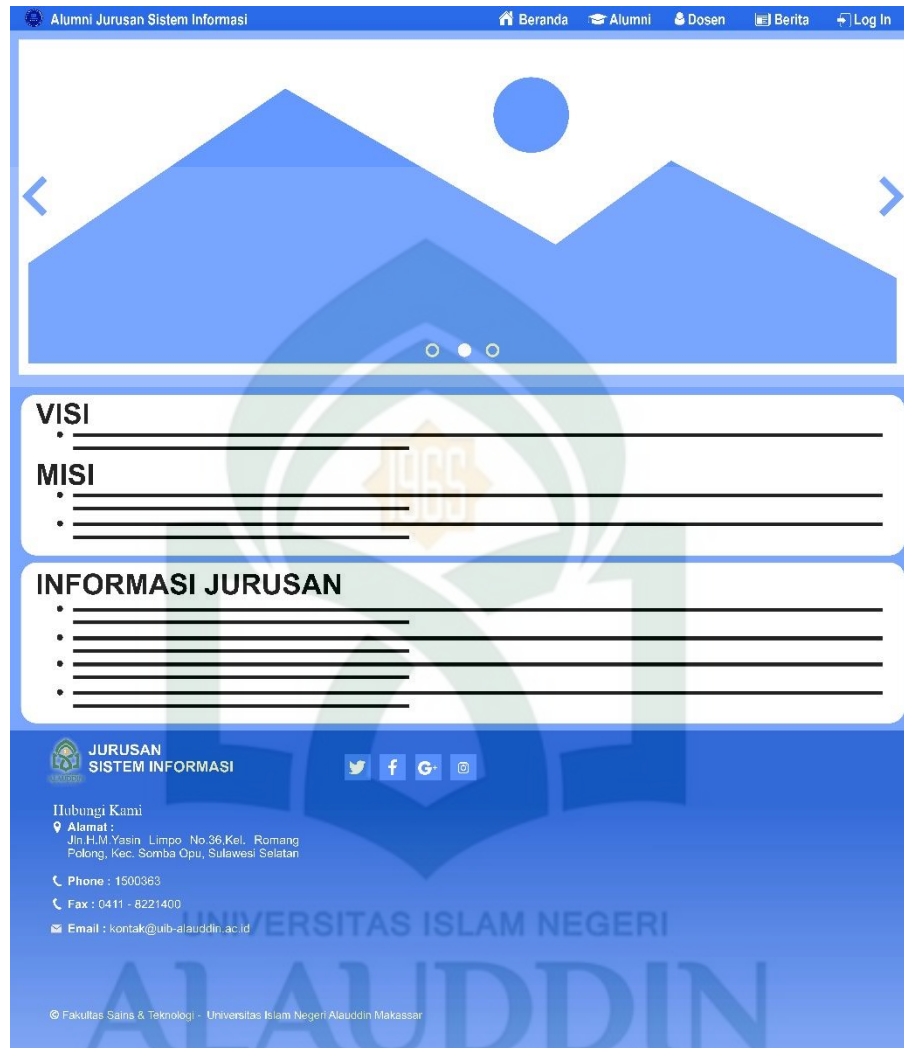 Alumni Jurusan Sistem Informasi
Beranda
Alumni
Dosen
Berita
Log In
1965
VISI
MISI
INFORMASI JURUSAN
JURUSAN
SISTEM INFORMASI
ALAUDDIN
Hubungi Kami
Alamat :
Jln.H.M.Yasin Limpo No.36,Kel. Romang
Polong, Kec. Somba Opu, Sulawesi Selatan
Phone : 1500363
Fax : 0411 - 8221400
Email : kontak@uib-alauddin.ac.id
UNIVERSITAS ISLAM NEGERI
ALAUDDIN
© Fakultas Sains & Teknologi - Universitas Islam Negeri Alauddin Makassar